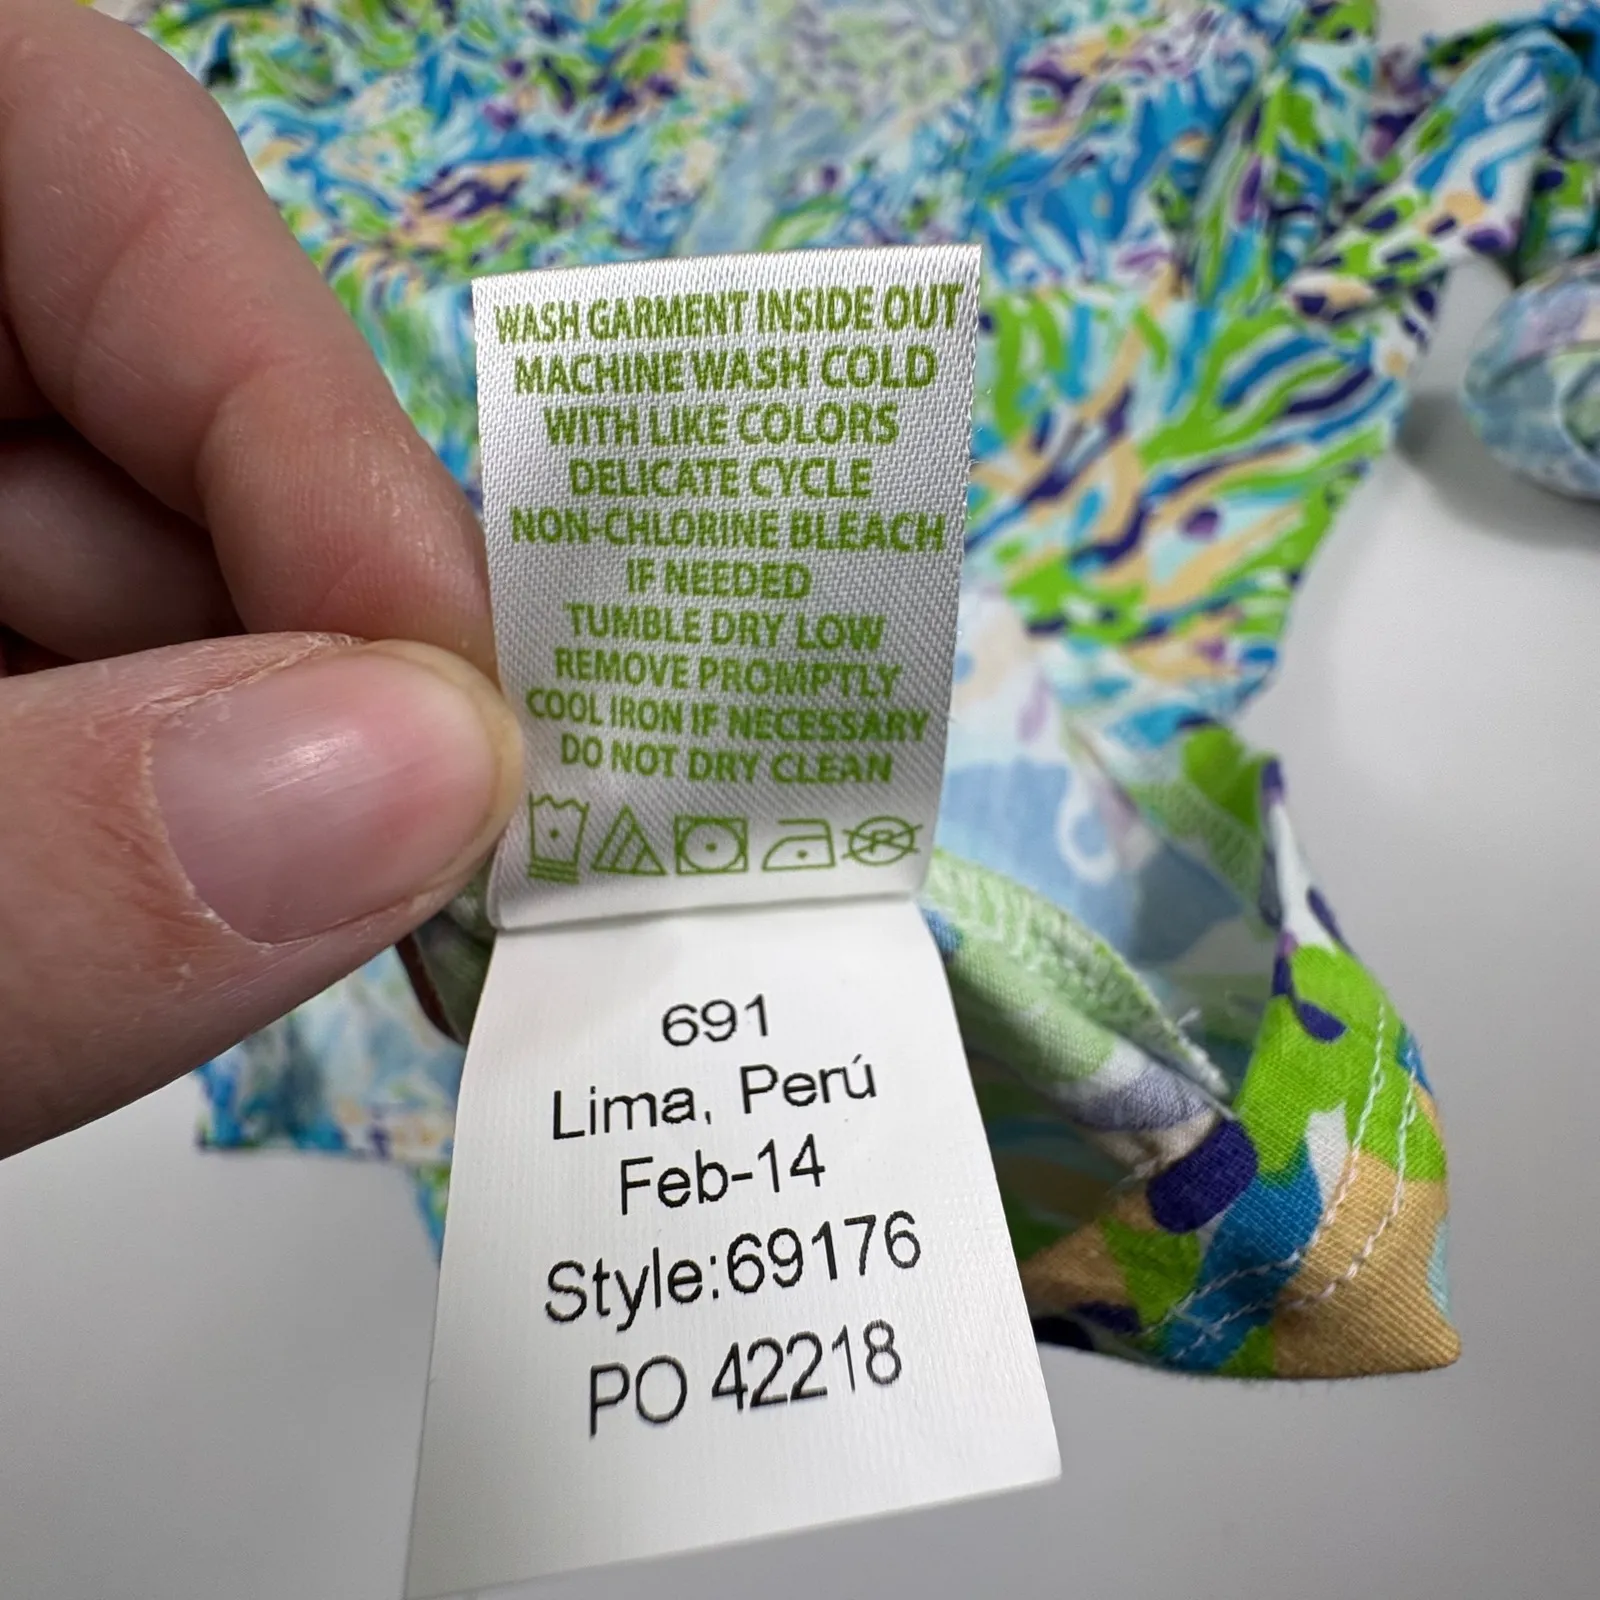 WASH GARMENT INSIDE OUT
MACHINE WASH COLD
WITH LIKE COLORS
DELICATE CYCLE
NON-CHLORINE BLEACH
IF NEEDED
TUMBLE DRY LOW
REMOVE PROMPTLY
COOL IRON IF NECESSARY
DO NOT DRY CLEAN
691
Lima, Perú
Feb-14
Style:69176
PO 42218